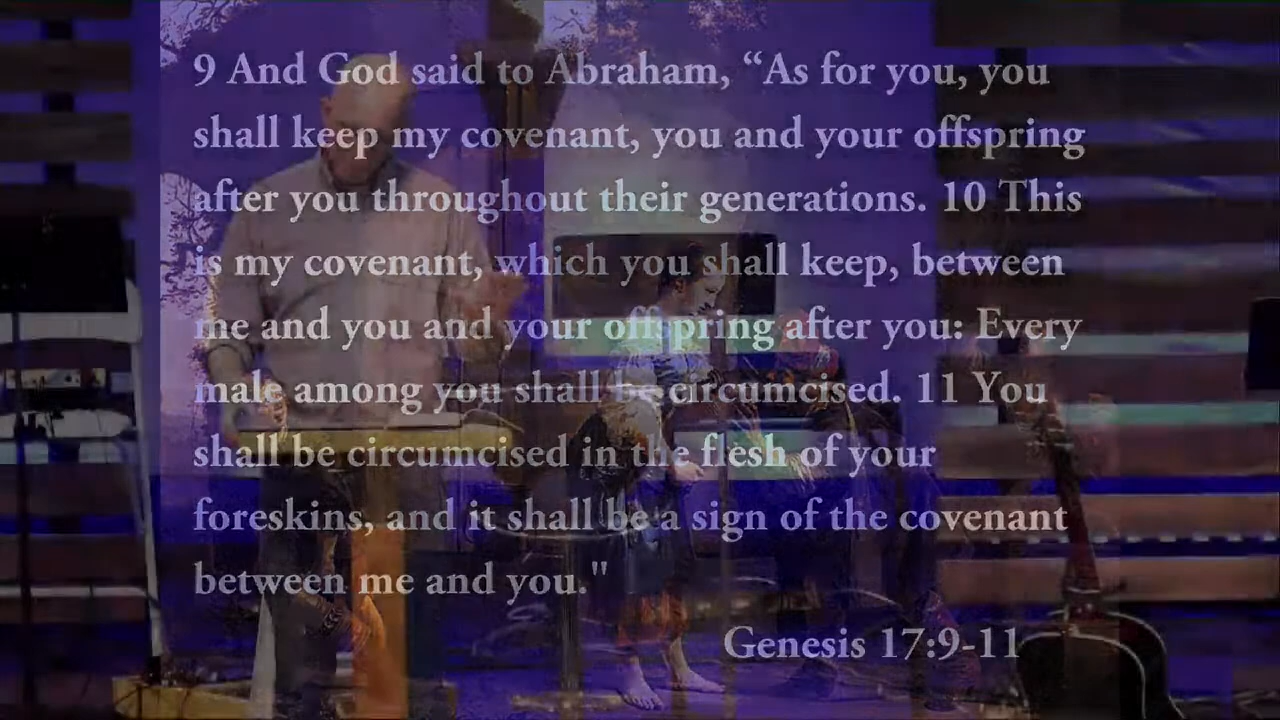 9 And God said to Abraham, “As for you, you
shall keep my covenant, you and your offspring
after you throughout their generations. 10 This
is my covenant, which you shall keep, between
me and you and your offspring after you: Every
male among you shall be circumcised. 11 You
shall be circumcised in the flesh of your
foreskins, and it shall be a sign of the covenant
between me and you."
Genesis 17:9-11